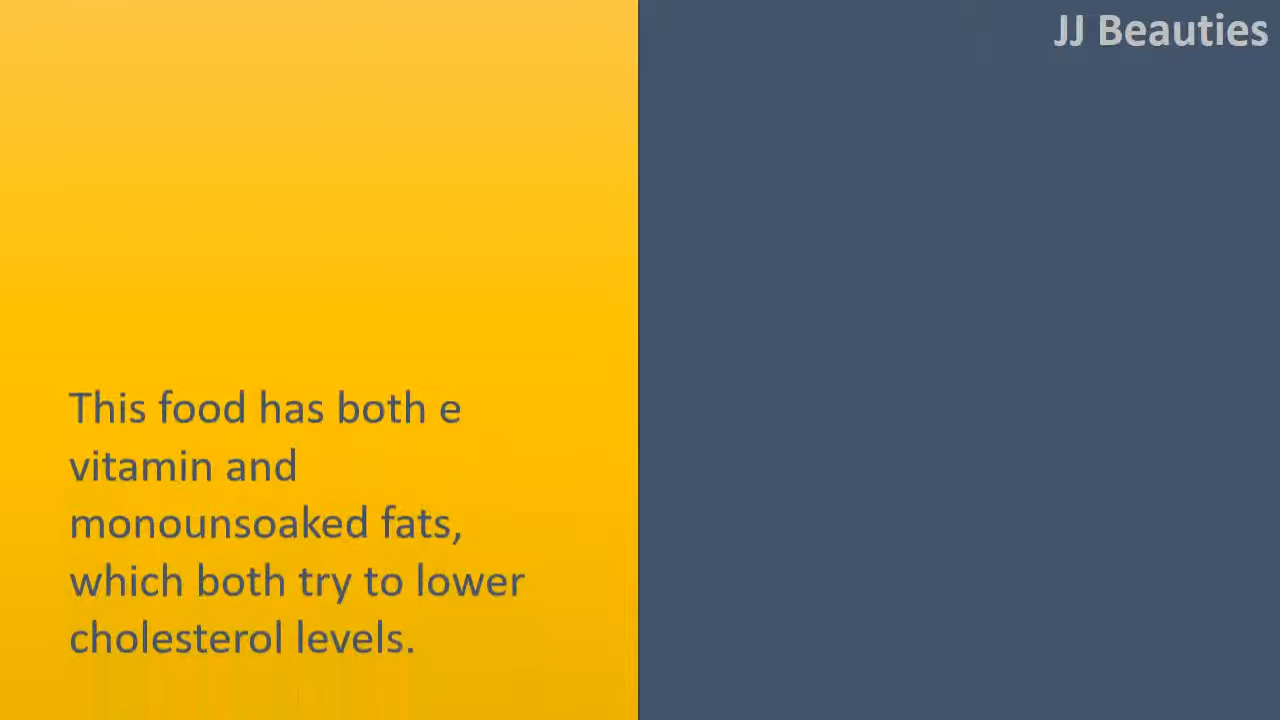 JJ Beauties
This food has both e
vitamin and
monounsoaked fats,
which both try to lower
cholesterol levels.